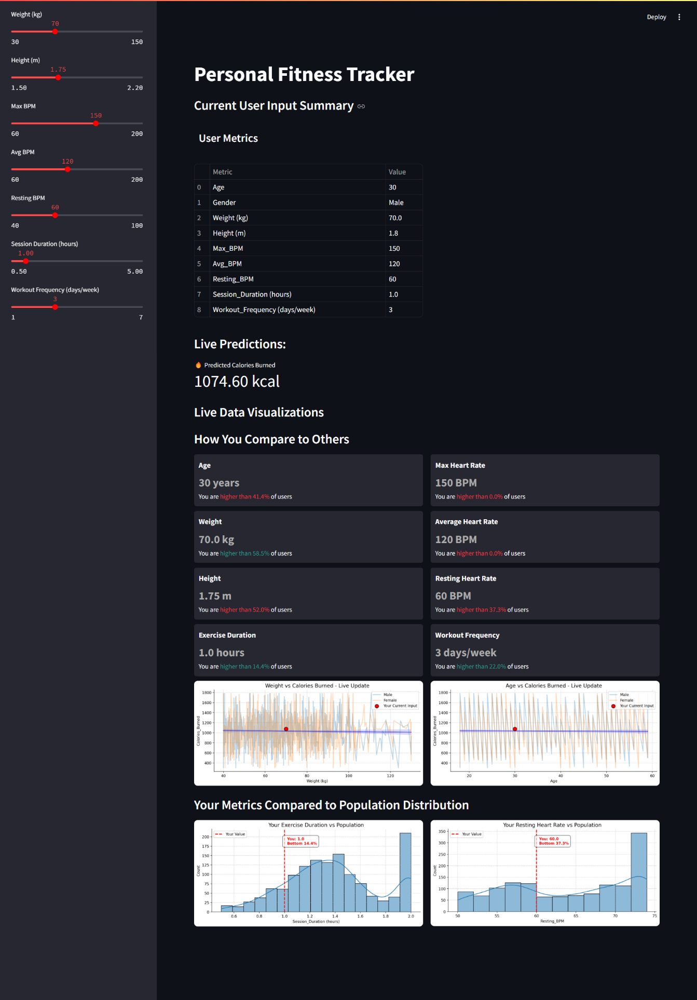 Weight (kg)
70
30 150
Height (m)
1.75
1.50 2.20
Max BPM
150
60 200
Avg BPM
120
60 200
Resting BPM
60
40 100
Session Duration (hours)
1.00
0.50 5.00
Workout Frequency (days/week)
3
1 7
Deploy
Personal Fitness Tracker
Current User Input Summary
User Metrics
Metric Value
0 Age 30
1 Gender Male
2 Weight (kg) 70.0
3 Height (m) 1.8
4 Max_BPM 150
5 Avg_BPM 120
6 Resting_BPM 60
7 Session_Duration (hours) 1.0
8 Workout_Frequency (days/week) 3
Live Predictions:
Predicted Calories Burned
1074.60 kcal
Live Data Visualizations
How You Compare to Others
Age
30 years
You are higher than 41.4% of users
Max Heart Rate
150 BPM
You are higher than 0.0% of users
Weight
70.0 kg
You are higher than 58.5% of users
Average Heart Rate
120 BPM
You are higher than 0.0% of users
Height
1.75 m
You are higher than 52.0% of users
Resting Heart Rate
60 BPM
You are higher than 37.3% of users
Exercise Duration
1.0 hours
You are higher than 14.4% of users
Workout Frequency
3 days/week
You are higher than 22.0% of users
Weight vs Calories Burned - Live Update
Male
Female
Your Current Input
Calories_Burned
1800
1600
1400
1200
1000
800
600
400
40 60 80 100 120
Weight (kg)
Age vs Calories Burned - Live Update
Male
Female
Your Current Input
Calories_Burned
1800
1600
1400
1200
1000
800
600
400
20 30 40 50 60
Age
Your Metrics Compared to Population Distribution
Your Exercise Duration vs Population
Your Value
You: 1.0
Bottom 14.4%
Count
200
175
150
125
100
75
50
25
0
0.6 0.8 1.0 1.2 1.4 1.6 1.8 2.0
Session_Duration (hours)
Your Resting Heart Rate vs Population
Your Value
You: 60.0
Bottom 37.3%
Count
350
300
250
200
150
100
50
0
50 55 60 65 70 75
Resting_BPM